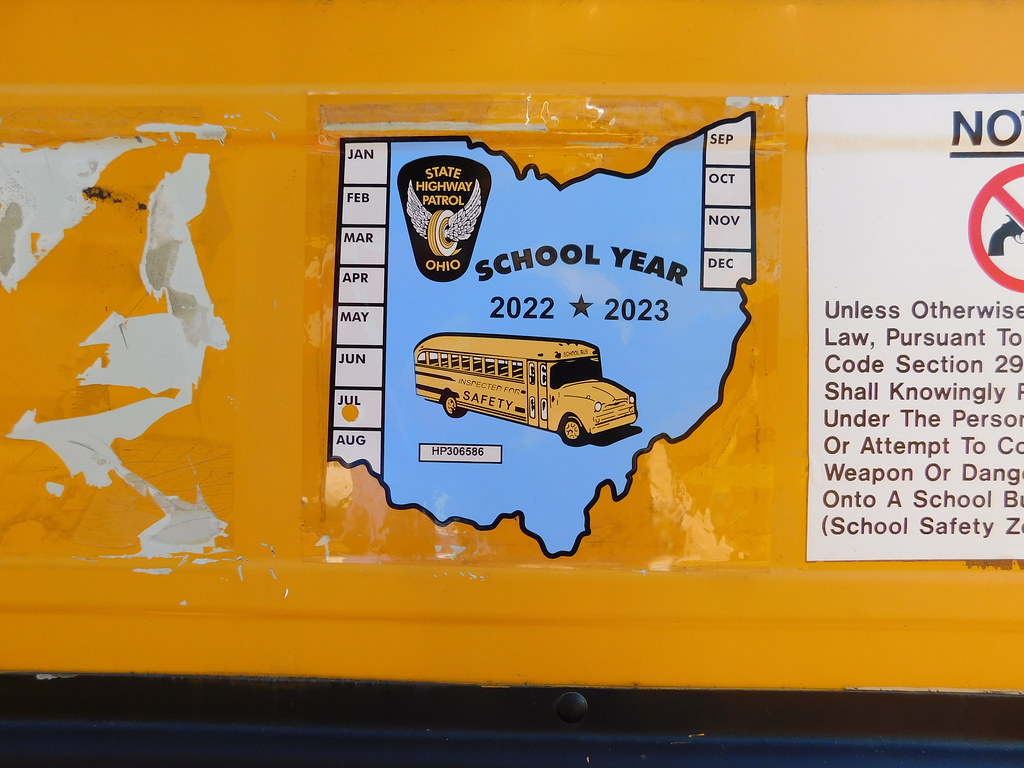 JAN
FEB
MAR
APR
MAY
JUN
JUL
AUG
STATE
HIGHWAY
PATROL
OHIO
SCHOOL YEAR
2022 ★ 2023
SCHOOL BUS
INSPECTED FOR
SAFETY
HP306586
SEP
OCT
NOV
DEC
NO
Unless Otherwise
Law, Pursuant To
Code Section 29
Shall Knowingly
Under The Person
Or Attempt To Co
Weapon Or Dange
Onto A School Bu
(School Safety Z